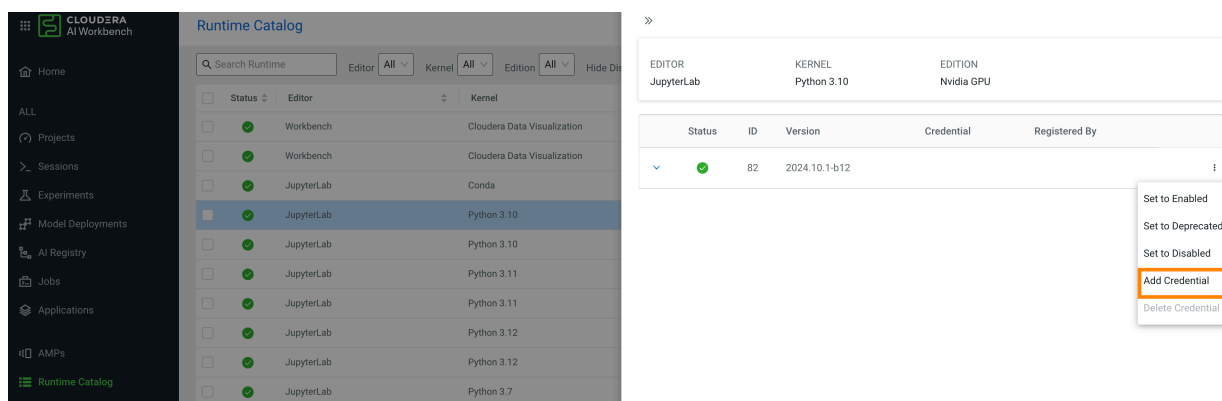 CLOUDERA
AI Workbench
Home
ALL
Projects
Sessions
Experiments
Model Deployments
AI Registry
Jobs
Applications
AMPs
Runtime Catalog
Runtime Catalog
Search Runtime Editor All Kernel All Edition All Hide Dis
Status Editor Kernel
Workbench Cloudera Data Visualization
Workbench Cloudera Data Visualization
JupyterLab Conda
JupyterLab Python 3.10
JupyterLab Python 3.10
JupyterLab Python 3.11
JupyterLab Python 3.11
JupyterLab Python 3.12
JupyterLab Python 3.12
JupyterLab Python 3.7
EDITOR KERNEL EDITION
JupyterLab Python 3.10 Nvidia GPU
Status ID Version Credential Registered By
82 2024.10.1-b12
Set to Enabled
Set to Deprecated
Set to Disabled
Add Credential
Delete Credential